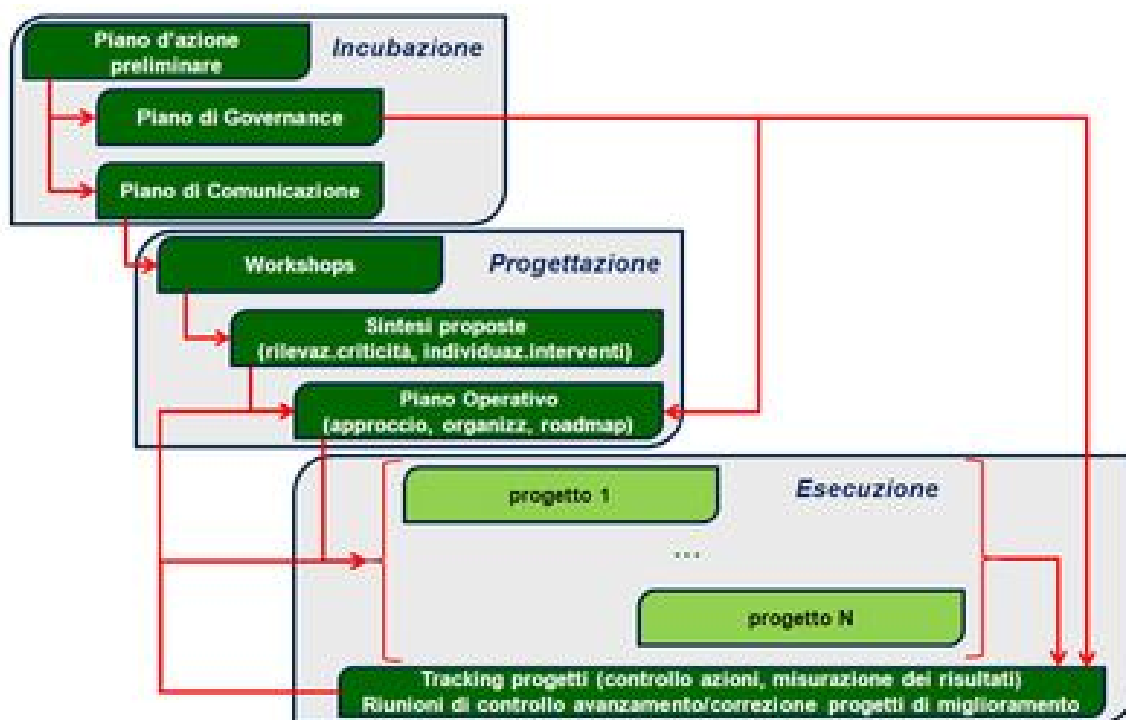 Piano d'azione
preliminare
Incubazione
Piano di Governance
Piano di Comunicazione
Workshops
Progettazione
Sintesi proposte
(rilevaz.criticità, individuaz.interventi)
Piano Operativo
(approccio, organizz, roadmap)
progetto 1
Esecuzione
...
progetto N
Tracking progetti (controllo azioni, misurazione dei risultati)
Riunioni di controllo avanzamento/correzione progetti di miglioramento